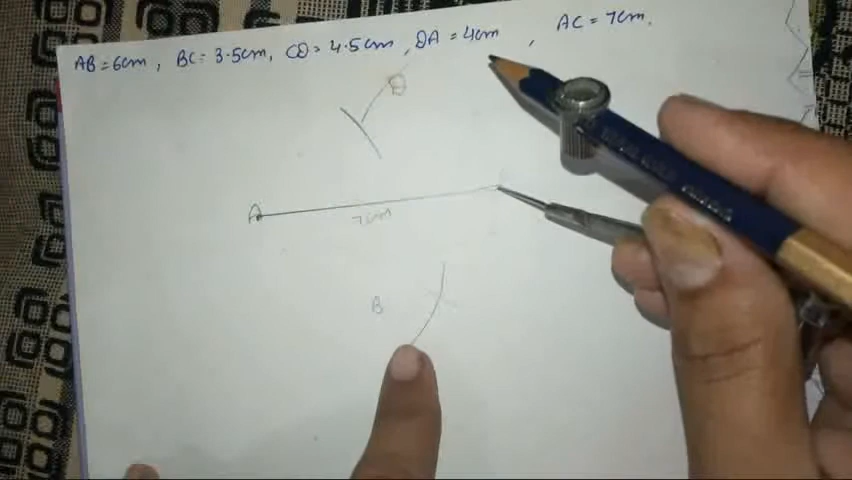 AB = 6cm, BC = 3.5cm, CD = 4.5cm, DA = 4cm, AC = 7cm.
D
A
7cm
B